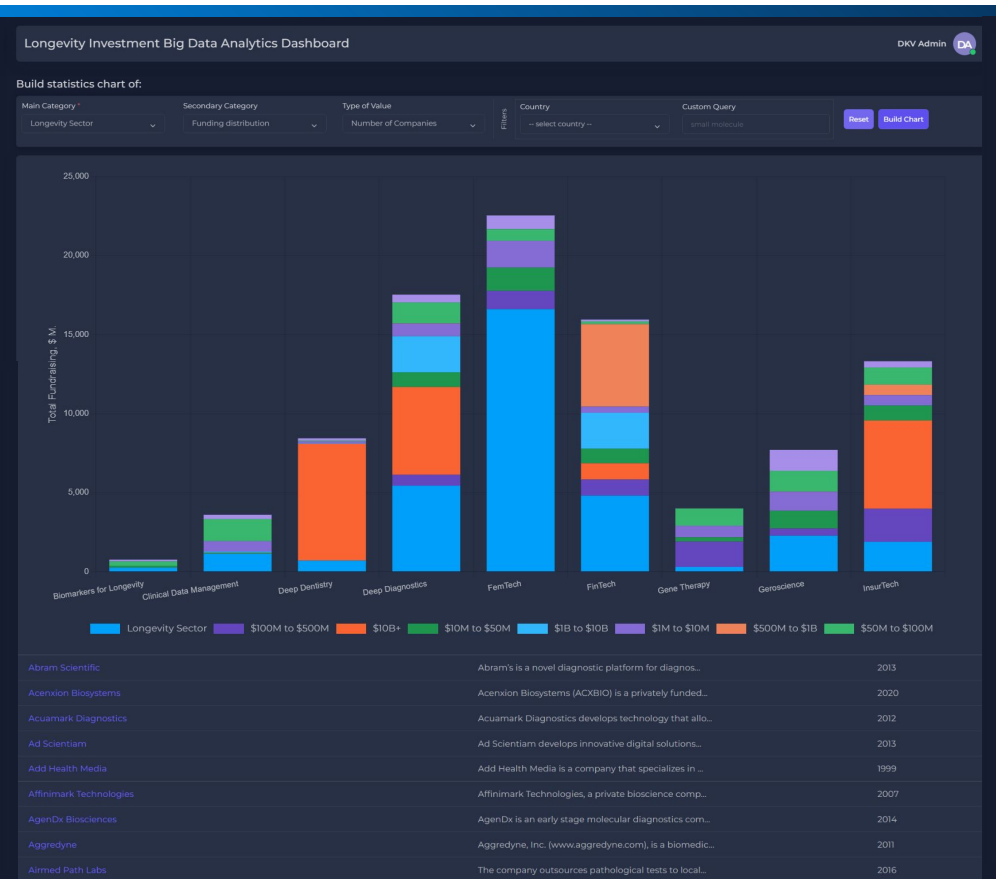 Longevity Investment Big Data Analytics Dashboard
DKV Admin DA
Build statistics chart of:
Main Category * Secondary Category Type of Value Filters Country Custom Query
Longevity Sector Funding distribution Number of Companies -- select country -- small molecule Reset Build Chart
25,000
20,000
15,000
10,000
5,000
0
Total Fundraising, $ M.
Biomarkers for Longevity Clinical Data Management Deep Dentistry Deep Diagnostics FemTech FinTech Gene Therapy Geroscience InsurTech
Longevity Sector $100M to $500M $10B+ $10M to $50M $1B to $10B $1M to $10M $500M to $1B $50M to $100M
Abram Scientific Abram's is a novel diagnostic platform for diagnos... 2013
Acenxion Biosystems Acenxion Biosystems (ACXBIO) is a privately funded... 2020
Acuamark Diagnostics Acuamark Diagnostics develops technology that allo... 2012
Ad Scientiam Ad Scientiam develops innovative digital solutions... 2013
Add Health Media Add Health Media is a company that specializes in ... 1999
Affinimark Technologies Affinimark Technologies, a private bioscience comp... 2007
AgenDx Biosciences AgenDx is an early stage molecular diagnostics com... 2014
Aggredyne Aggredyne, Inc. (www.aggredyne.com), is a biomedic... 2011
Airmed Path Labs The company outsources pathological tests to local... 2016